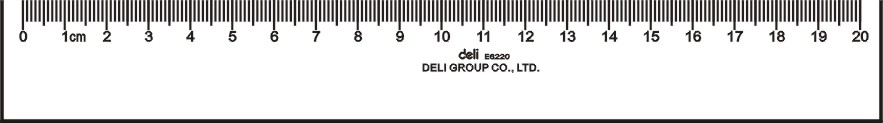 0 1cm 2 3 4 5 6 7 8 9 10 11 12 13 14 15 16 17 18 19 20
deli E6220
DELI GROUP CO., LTD.